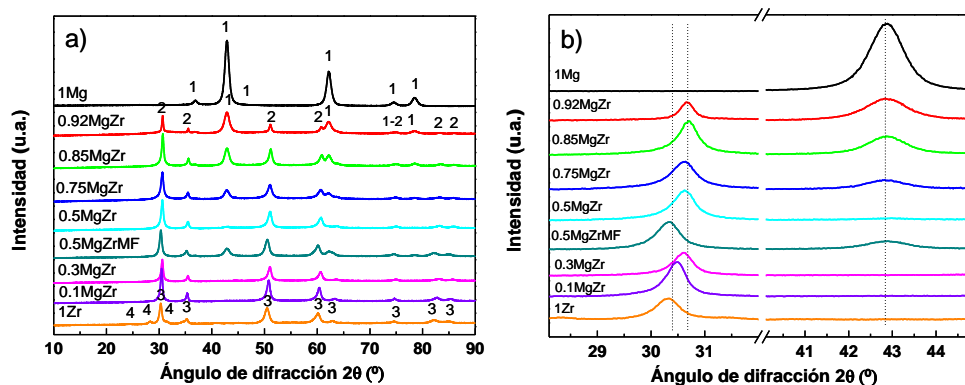 a)
Intensidad (u.a.)
1 1 1 1 1 1
1Mg
2 1 1
0.92MgZr 2 2 2 1-2 1 2 2
0.85MgZr
0.75MgZr
0.5MgZr
0.5MgZrMF
0.3MgZr
0.1MgZr
3 3 3
1Zr 4 4 4 3 3 3 3 3
10 20 30 40 50 60 70 80 90
Ángulo de difracción 2θ (º)
b)
Intensidad (u.a.)
1Mg
0.92MgZr
0.85MgZr
0.75MgZr
0.5MgZr
0.5MgZrMF
0.3MgZr
0.1MgZr
1Zr
29 30 31 41 42 43 44
Ángulo de difracción 2θ (º)